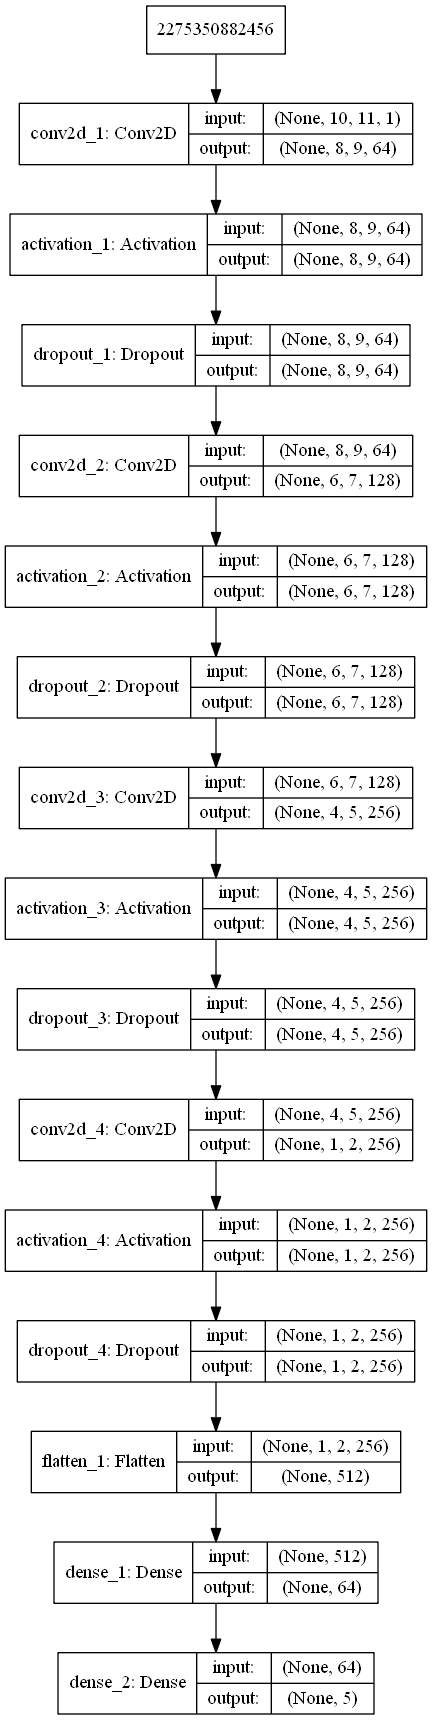 2275350882456
conv2d_1: Conv2D
input: (None, 10, 11, 1)
output: (None, 8, 9, 64)
activation_1: Activation
input: (None, 8, 9, 64)
output: (None, 8, 9, 64)
dropout_1: Dropout
input: (None, 8, 9, 64)
output: (None, 8, 9, 64)
conv2d_2: Conv2D
input: (None, 8, 9, 64)
output: (None, 6, 7, 128)
activation_2: Activation
input: (None, 6, 7, 128)
output: (None, 6, 7, 128)
dropout_2: Dropout
input: (None, 6, 7, 128)
output: (None, 6, 7, 128)
conv2d_3: Conv2D
input: (None, 6, 7, 128)
output: (None, 4, 5, 256)
activation_3: Activation
input: (None, 4, 5, 256)
output: (None, 4, 5, 256)
dropout_3: Dropout
input: (None, 4, 5, 256)
output: (None, 4, 5, 256)
conv2d_4: Conv2D
input: (None, 4, 5, 256)
output: (None, 1, 2, 256)
activation_4: Activation
input: (None, 1, 2, 256)
output: (None, 1, 2, 256)
dropout_4: Dropout
input: (None, 1, 2, 256)
output: (None, 1, 2, 256)
flatten_1: Flatten
input: (None, 1, 2, 256)
output: (None, 512)
dense_1: Dense
input: (None, 512)
output: (None, 64)
dense_2: Dense
input: (None, 64)
output: (None, 5)